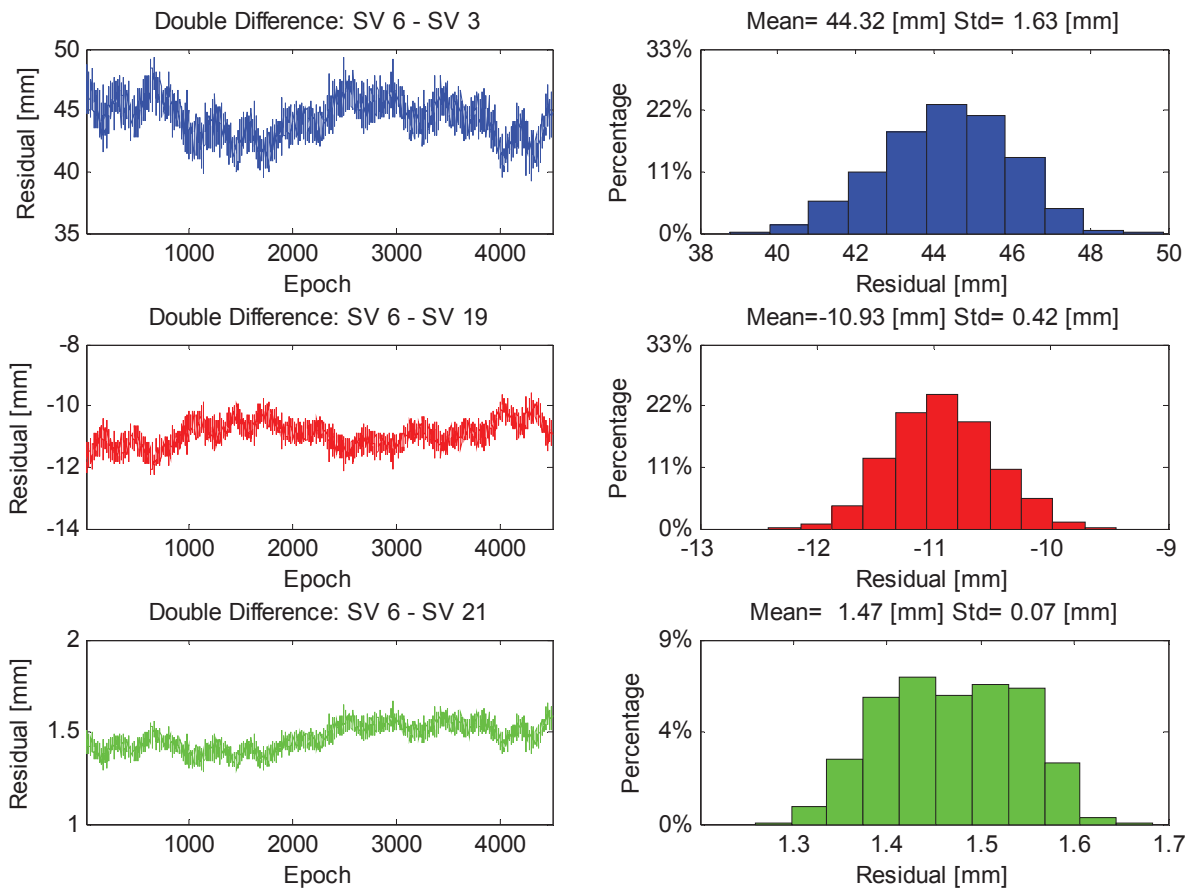 Double Difference: SV 6 - SV 3
50
45
40
35
Residual [mm]
1000
2000
3000
4000
Epoch
Mean= 44.32 [mm] Std= 1.63 [mm]
33%
22%
11%
0%
Percentage
38
40
42
44
46
48
50
Residual [mm]
Double Difference: SV 6 - SV 19
-8
-10
-12
-14
Residual [mm]
1000
2000
3000
4000
Epoch
Mean=-10.93 [mm] Std= 0.42 [mm]
33%
22%
11%
0%
Percentage
-13
-12
-11
-10
-9
Residual [mm]
Double Difference: SV 6 - SV 21
2
1.5
1
Residual [mm]
1000
2000
3000
4000
Epoch
Mean= 1.47 [mm] Std= 0.07 [mm]
9%
4%
0%
Percentage
1.3
1.4
1.5
1.6
1.7
Residual [mm]